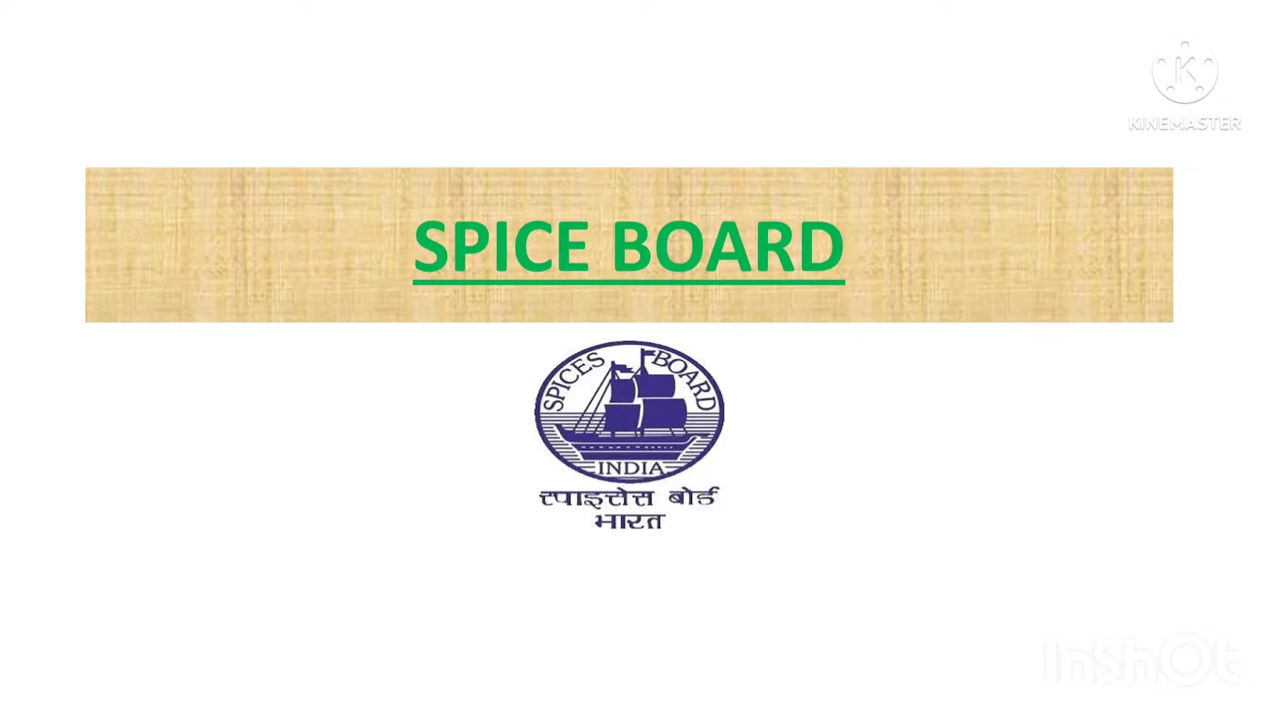 KINEMASTER
SPICE BOARD
SPICES BOARD
INDIA
स्पाइसेस बोर्ड
भारत
InShOt